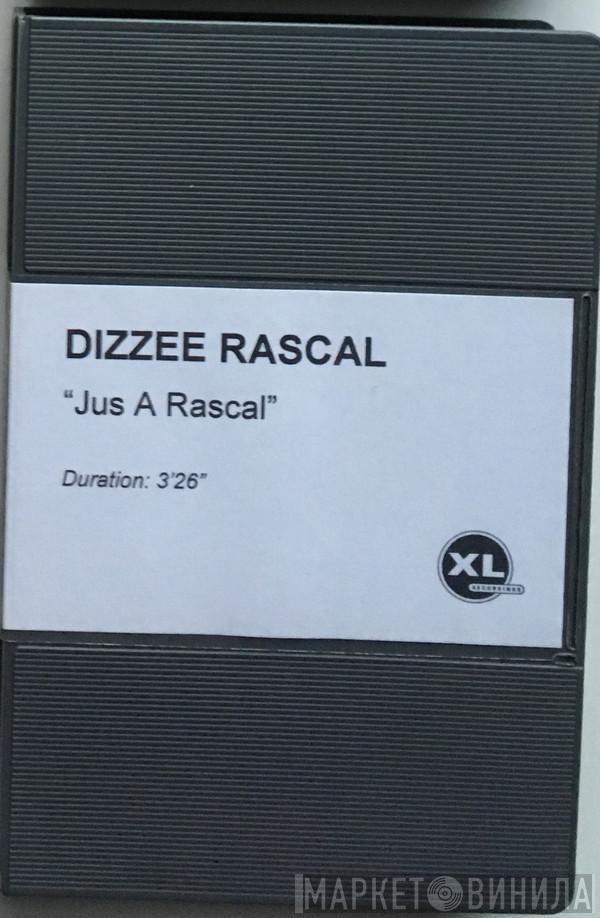 DIZZEE RASCAL
“Jus A Rascal”
Duration: 3’26”
XL
RECORDINGS
МАРКЕТ ВИНИЛА